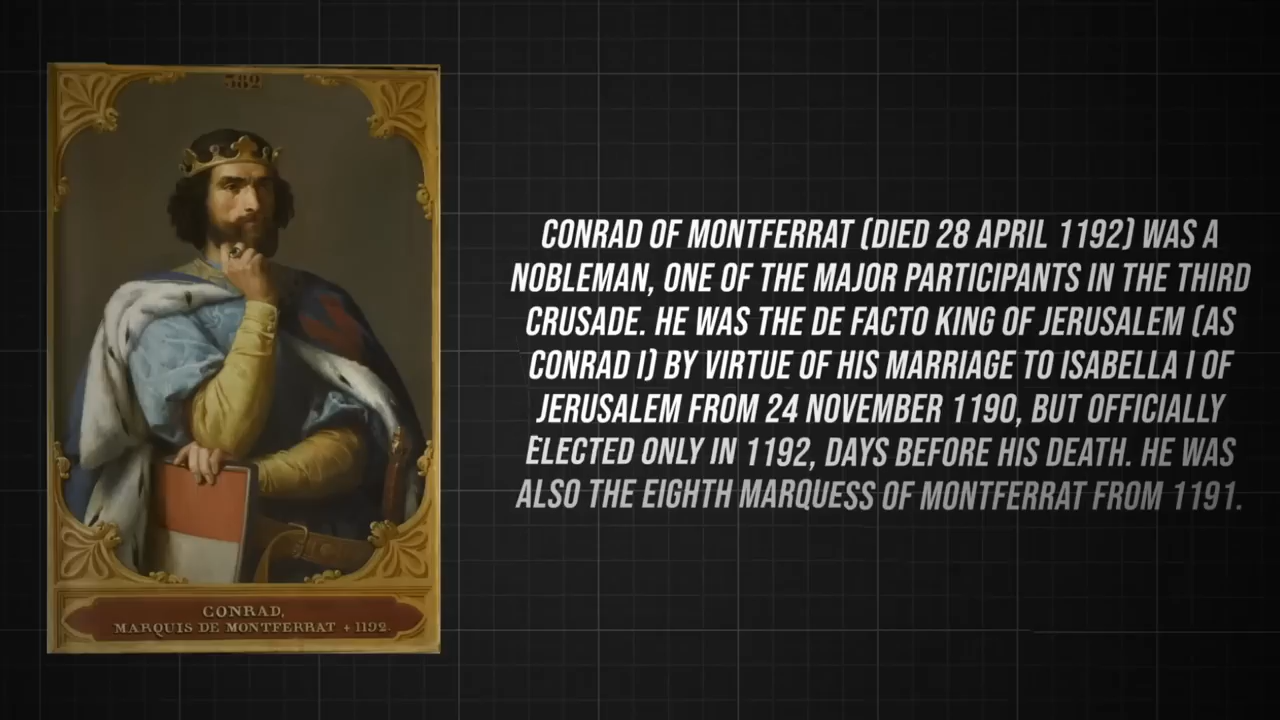 382
CONRAD,
MARQUIS DE MONTFERRAT + 1192.
CONRAD OF MONTFERRAT (DIED 28 APRIL 1192) WAS A
NOBLEMAN, ONE OF THE MAJOR PARTICIPANTS IN THE THIRD
CRUSADE. HE WAS THE DE FACTO KING OF JERUSALEM (AS
CONRAD I) BY VIRTUE OF HIS MARRIAGE TO ISABELLA I OF
JERUSALEM FROM 24 NOVEMBER 1190, BUT OFFICIALLY
ELECTED ONLY IN 1192, DAYS BEFORE HIS DEATH. HE WAS
ALSO THE EIGHTH MARQUESS OF MONTFERRAT FROM 1191.